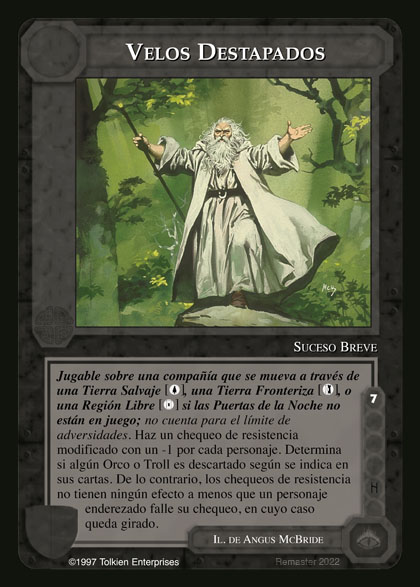 VELOS DESTAPADOS
McBy
SUCESO BREVE
Jugable sobre una compañía que se mueva a través de
una Tierra Salvaje [], una Tierra Fronteriza [], o
una Región Libre [] si las Puertas de la Noche no
están en juego; no cuenta para el límite de
adversidades. Haz un chequeo de resistencia
modificado con un -1 por cada personaje. Determina
si algún Orco o Troll es descartado según se indica en
sus cartas. De lo contrario, los chequeos de resistencia
no tienen ningún efecto a menos que un personaje
enderezado falle su chequeo, en cuyo caso
queda girado.
7
H
IL. DE ANGUS MCBRIDE
©1997 Tolkien Enterprises
Remaster 2022